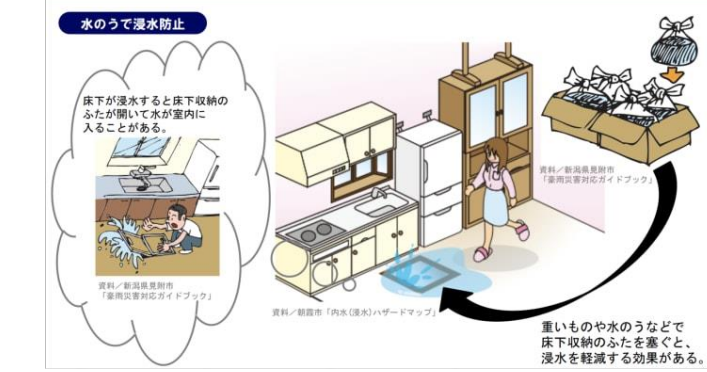 水のうで浸水防止
床下が浸水すると床下収納の
ふたが開いて水が室内に
入ることがある。
資料／新潟県見附市
「豪雨災害対応ガイドブック」
資料／新潟県見附市
「豪雨災害対応ガイドブック」
資料／朝霞市「内水(浸水)ハザードマップ」
重いものや水のうなどで
床下収納のふたを塞ぐと、
浸水を軽減する効果がある。